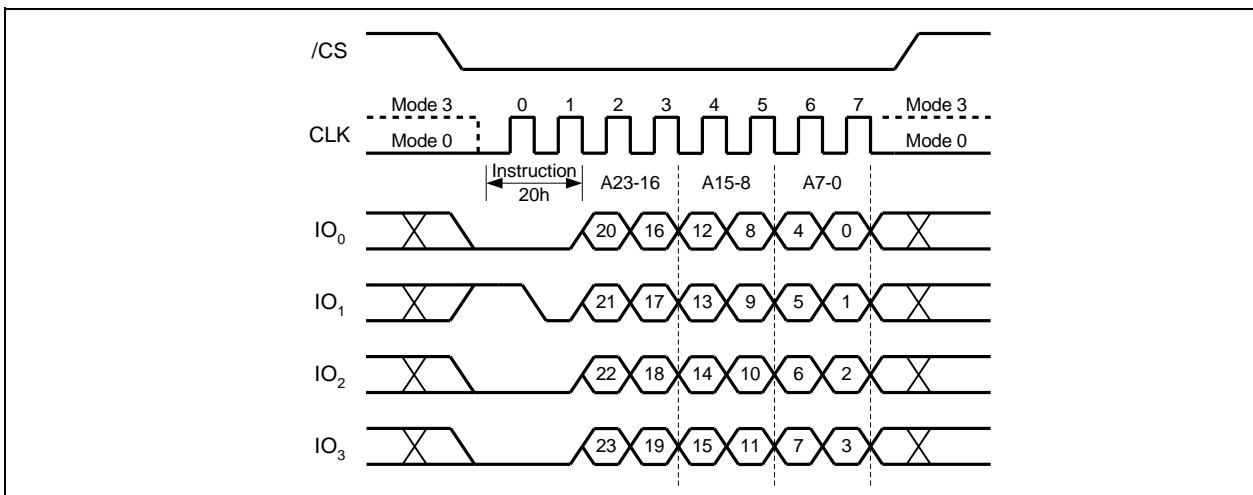 /CS
Mode 3 0 1 2 3 4 5 6 7 Mode 3
CLK
Mode 0 Mode 0
Instruction
20h
A23-16 A15-8 A7-0
IO0 20 16 12 8 4 0
IO1 21 17 13 9 5 1
IO2 22 18 14 10 6 2
IO3 23 19 15 11 7 3